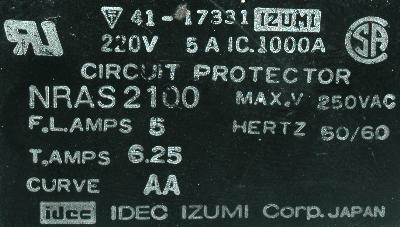 41-17331 IZUMI
220V 5A IC.1000A
CIRCUIT PROTECTOR
NRAS2100 MAX.V 250VAC
F.L.AMPS 5 HERTZ 50/60
T.AMPS 6.25
CURVE AA
idec IDEC IZUMI Corp. JAPAN